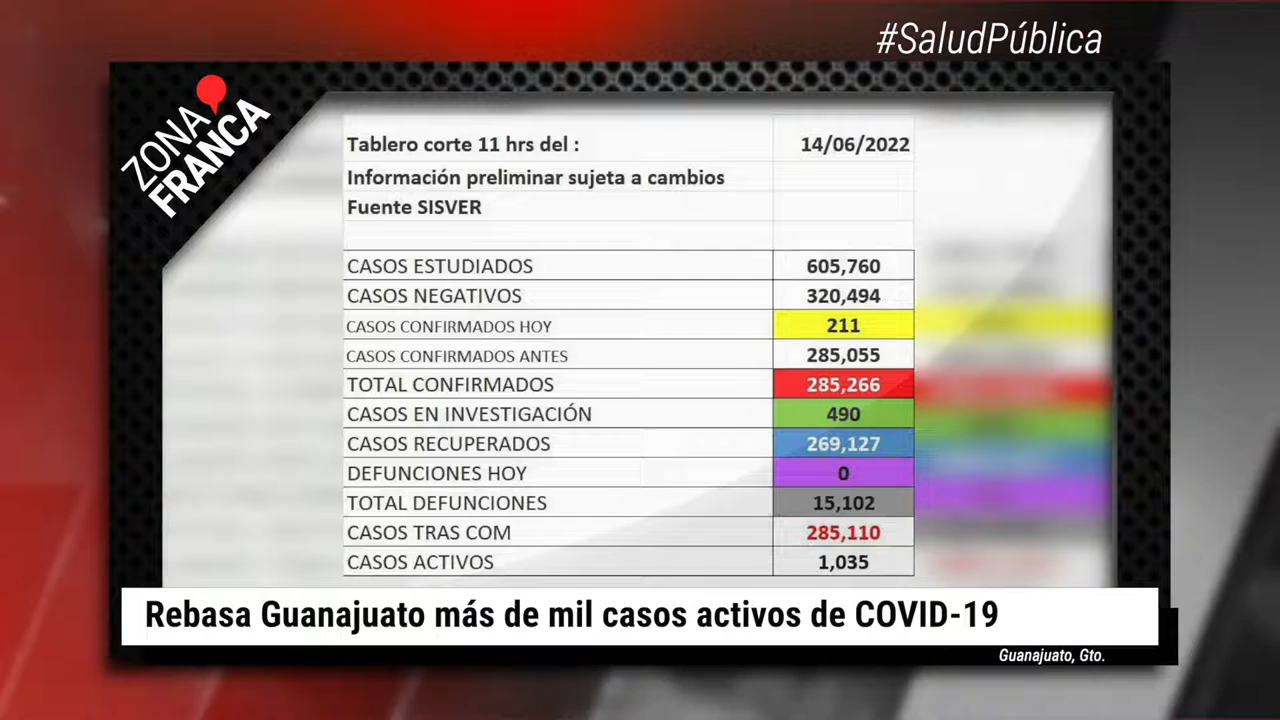 #SaludPública
ZONA
FRANCA
Tablero corte 11 hrs del : 14/06/2022
Información preliminar sujeta a cambios
Fuente SISVER
CASOS ESTUDIADOS 605,760
CASOS NEGATIVOS 320,494
CASOS CONFIRMADOS HOY 211
CASOS CONFIRMADOS ANTES 285,055
TOTAL CONFIRMADOS 285,266
CASOS EN INVESTIGACIÓN 490
CASOS RECUPERADOS 269,127
DEFUNCIONES HOY 0
TOTAL DEFUNCIONES 15,102
CASOS TRAS COM 285,110
CASOS ACTIVOS 1,035
Rebasa Guanajuato más de mil casos activos de COVID-19
Guanajuato, Gto.